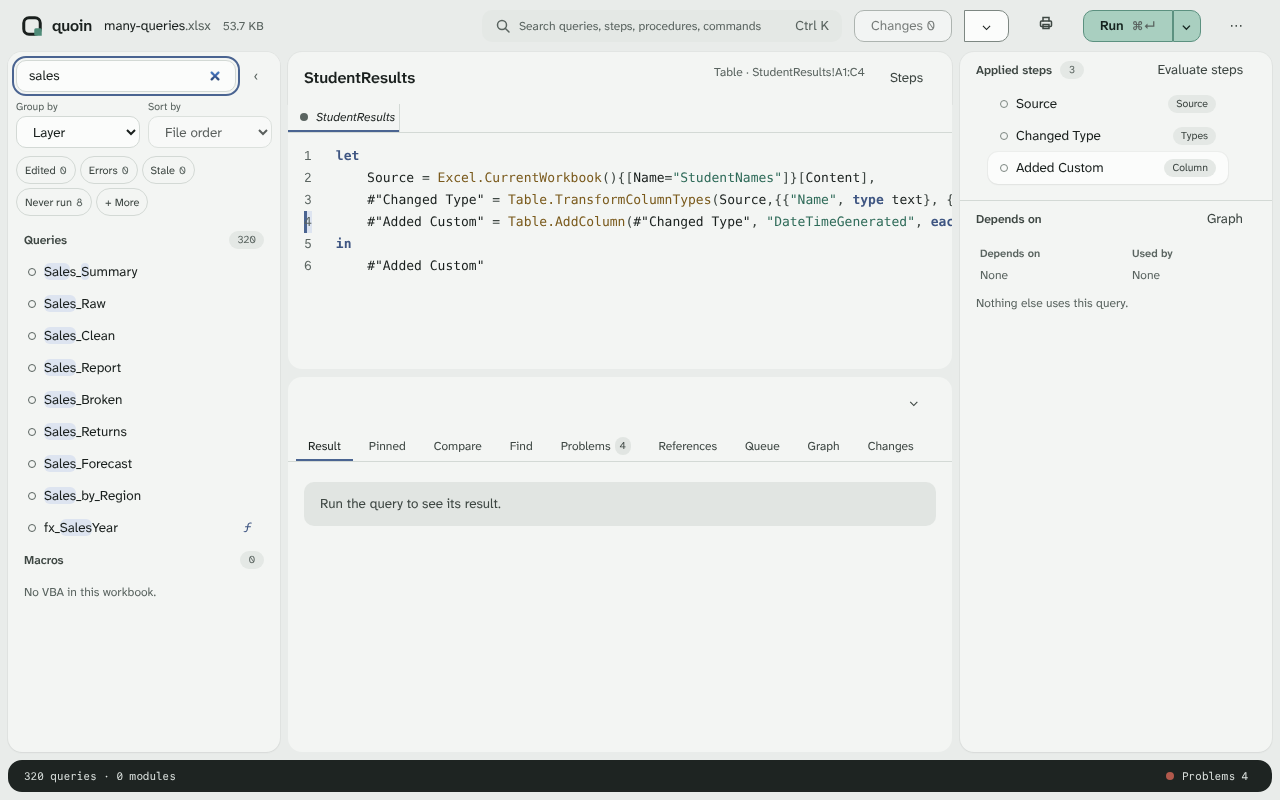 quoin many-queries.xlsx 53.7 KB Search queries, steps, procedures, commands Ctrl K Changes 0 Run ⌘↵ ···
sales
Group by Sort by
Layer File order
Edited 0 Errors 0 Stale 0
Never run 8 + More
Queries 320
Sales_Summary
Sales_Raw
Sales_Clean
Sales_Report
Sales_Broken
Sales_Returns
Sales_Forecast
Sales_by_Region
fx_SalesYear ƒ
Macros 0
No VBA in this workbook.
StudentResults Table · StudentResults!A1:C4 Steps
StudentResults
1 let
2 Source = Excel.CurrentWorkbook(){[Name="StudentNames"]}[Content],
3 #"Changed Type" = Table.TransformColumnTypes(Source,{{"Name", type text}, {
4 #"Added Custom" = Table.AddColumn(#"Changed Type", "DateTimeGenerated", eac
5 in
6 #"Added Custom"
Result Pinned Compare Find Problems 4 References Queue Graph Changes
Run the query to see its result.
Applied steps 3 Evaluate steps
Source Source
Changed Type Types
Added Custom Column
Depends on Graph
Depends on Used by
None None
Nothing else uses this query.
320 queries · 0 modules Problems 4